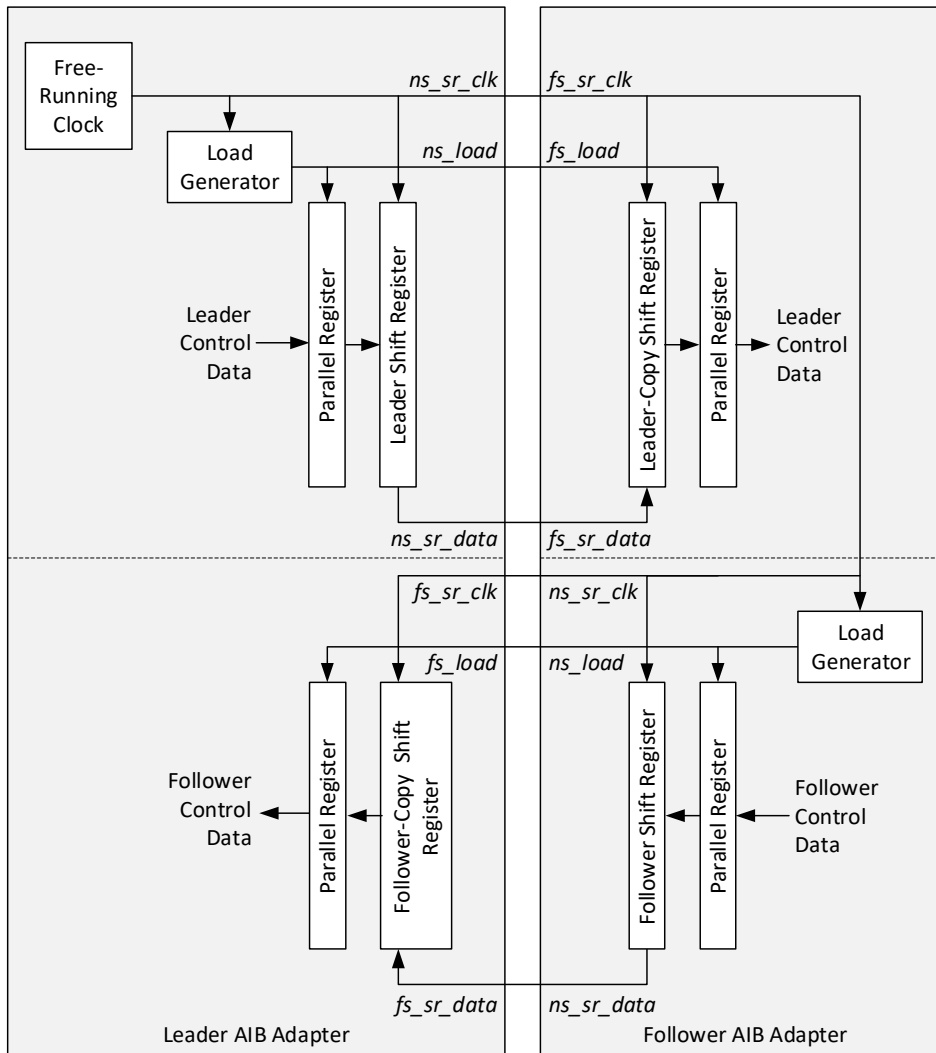 Free-
Running
Clock
ns_sr_clk
fs_sr_clk
Load
Generator
ns_load
fs_load
Leader
Control
Data
Parallel Register
Leader Shift Register
Leader-Copy Shift Register
Parallel Register
Leader
Control
Data
ns_sr_data
fs_sr_data
fs_sr_clk
ns_sr_clk
Load
Generator
fs_load
ns_load
Follower
Control
Data
Parallel Register
Follower-Copy Shift
Register
Follower Shift Register
Parallel Register
Follower
Control
Data
fs_sr_data
ns_sr_data
Leader AIB Adapter
Follower AIB Adapter